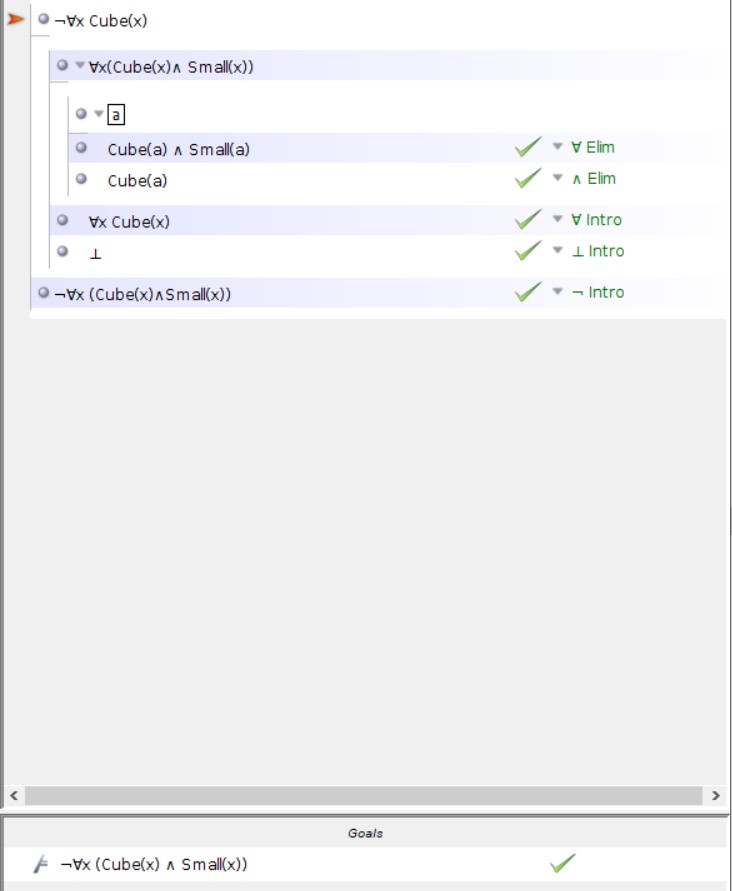 ¬∀x Cube(x)
∀x(Cube(x)∧ Small(x))
a
Cube(a) ∧ Small(a) ∀ Elim
Cube(a) ∧ Elim
∀x Cube(x) ∀ Intro
⊥ ⊥ Intro
¬∀x (Cube(x)∧Small(x)) ¬ Intro
Goals
¬∀x (Cube(x) ∧ Small(x))